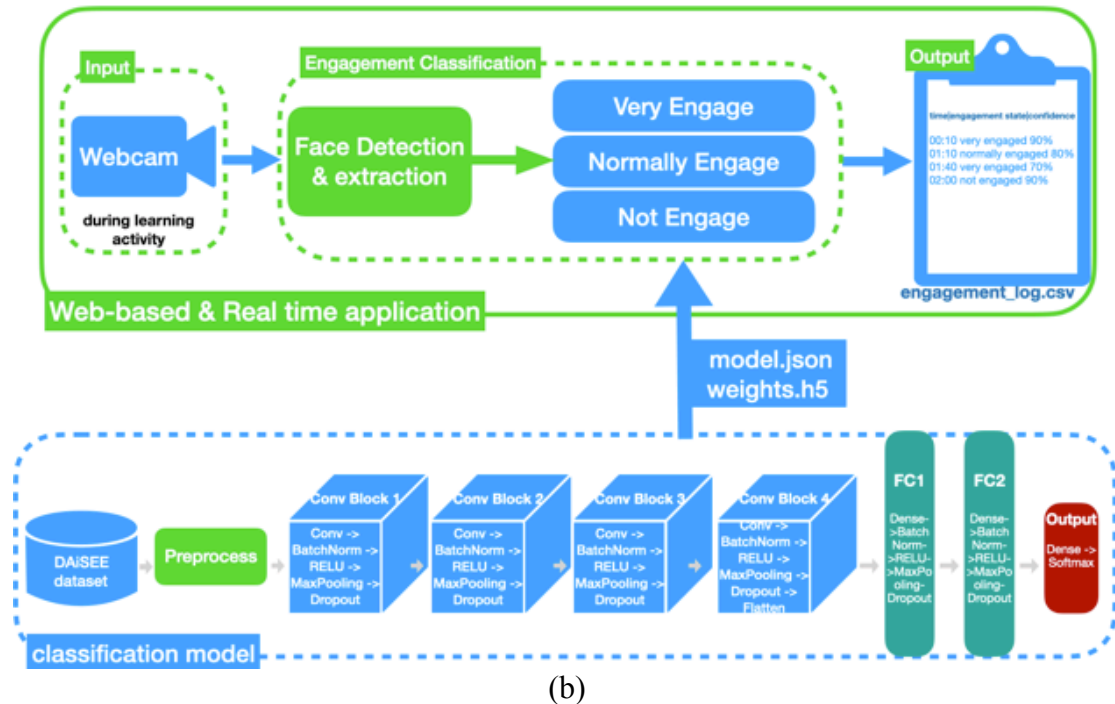 Input
Webcam
during learning
activity
Engagement Classification
Face Detection
& extraction
Very Engage
Normally Engage
Not Engage
Output
time|engagement state|confidence
00:10 very engaged 90%
01:10 normally engaged 80%
01:40 very engaged 70%
02:00 not engaged 90%
engagement_log.csv
Web-based & Real time application
model.json
weights.h5
DAiSEE
dataset
Preprocess
Conv Block 1
Conv ->
BatchNorm ->
RELU ->
MaxPooling ->
Dropout
Conv Block 2
Conv ->
BatchNorm ->
RELU ->
MaxPooling ->
Dropout
Conv Block 3
Conv ->
BatchNorm ->
RELU ->
MaxPooling ->
Dropout
Conv Block 4
Conv ->
BatchNorm ->
RELU ->
MaxPooling ->
Dropout ->
Flatten
FC1
Dense-
>Batch
Norm-
>RELU-
>MaxPo
oling-
Dropout
FC2
Dense-
>Batch
Norm-
>RELU-
>MaxPo
oling-
Dropout
Output
Dense ->
Softmax
classification model
(b)